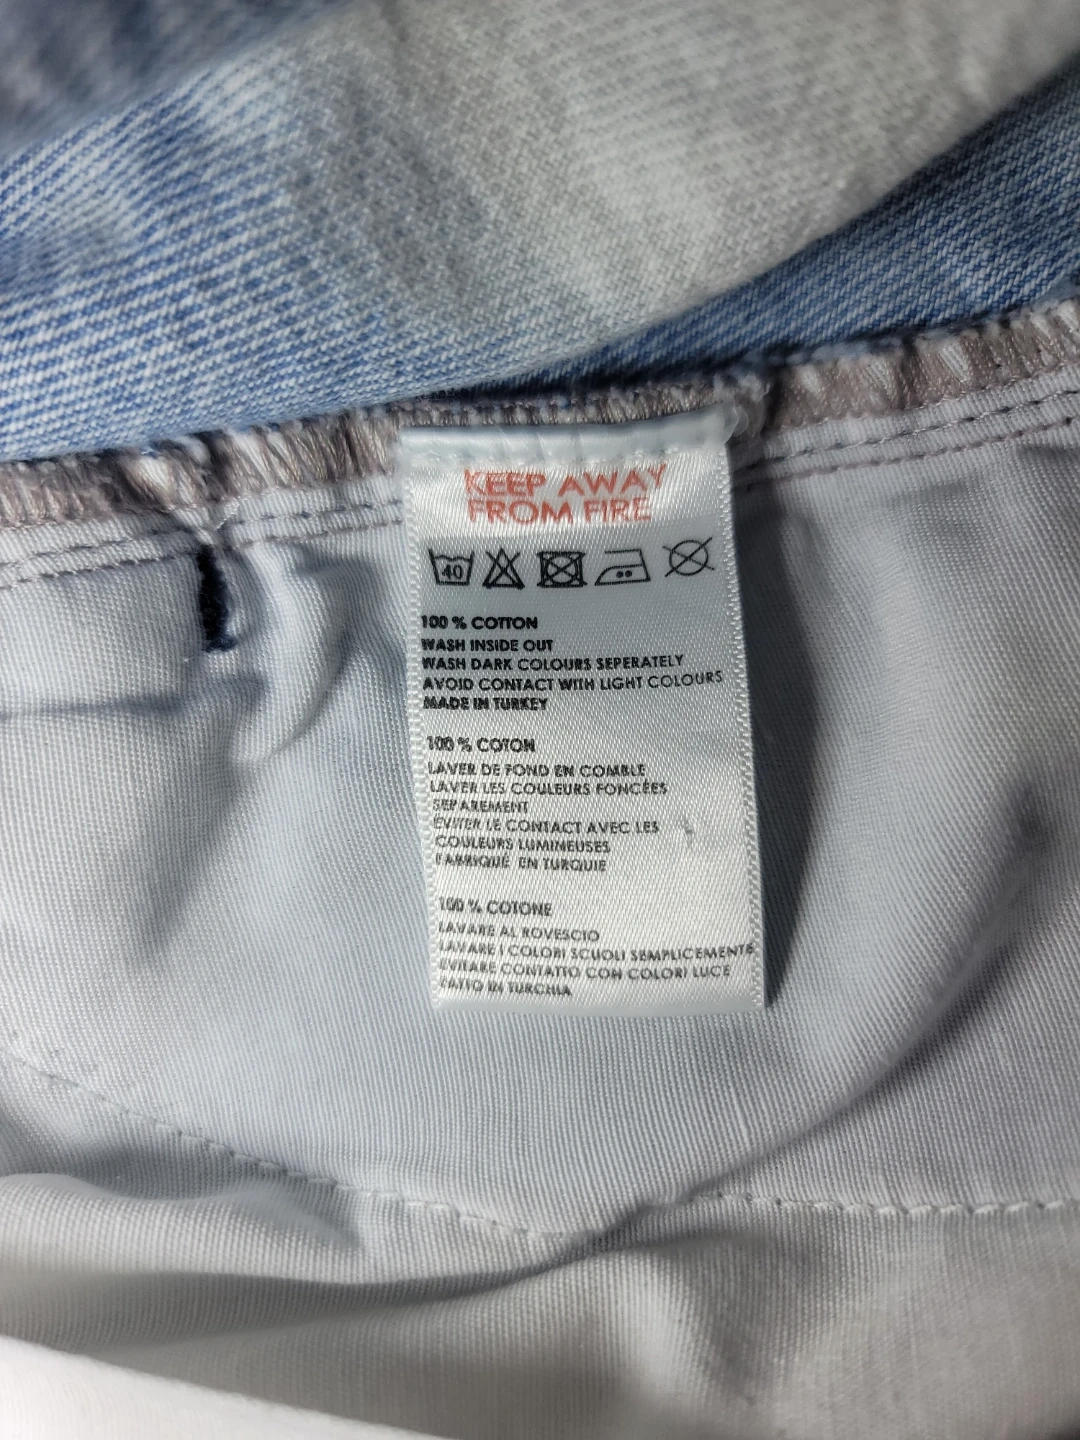 KEEP AWAY
FROM FIRE
40
100 % COTTON
WASH INSIDE OUT
WASH DARK COLOURS SEPERATELY
AVOID CONTACT WITH LIGHT COLOURS
MADE IN TURKEY
100 % COTON
LAVER DE FOND EN COMBLE
LAVER LES COULEURS FONCÉES
SEPAREMENT
EVITER LE CONTACT AVEC LES
COULEURS LUMINEUSES
FABRIQUÉ EN TURQUIE
100 % COTONE
LAVARE AL ROVESCIO
LAVARE I COLORI SCUOLI SEMPLICEMENTE
EVITARE CONTATTO CON COLORI LUCE
FATTO IN TURCHIA